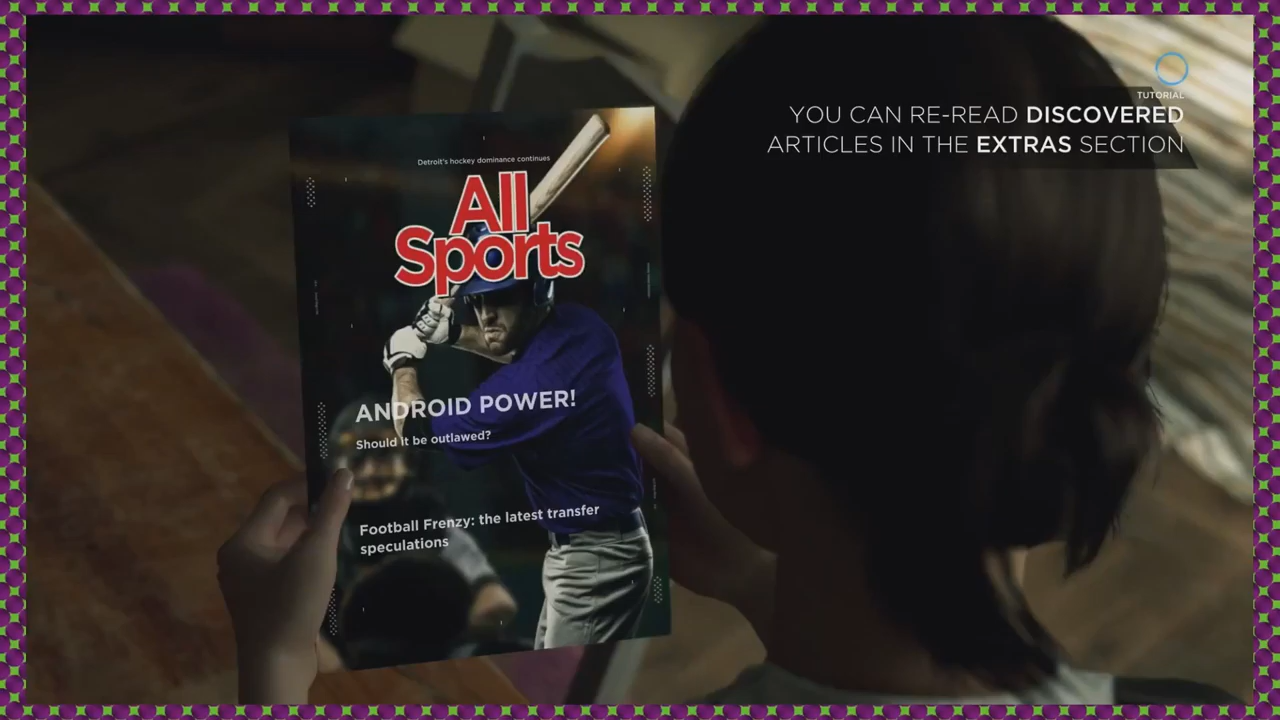 TUTORIAL
YOU CAN RE-READ DISCOVERED
ARTICLES IN THE EXTRAS SECTION
Detroit's hockey dominance continues
All
Sports
ANDROID POWER!
Should it be outlawed?
Football Frenzy: the latest transfer
speculations